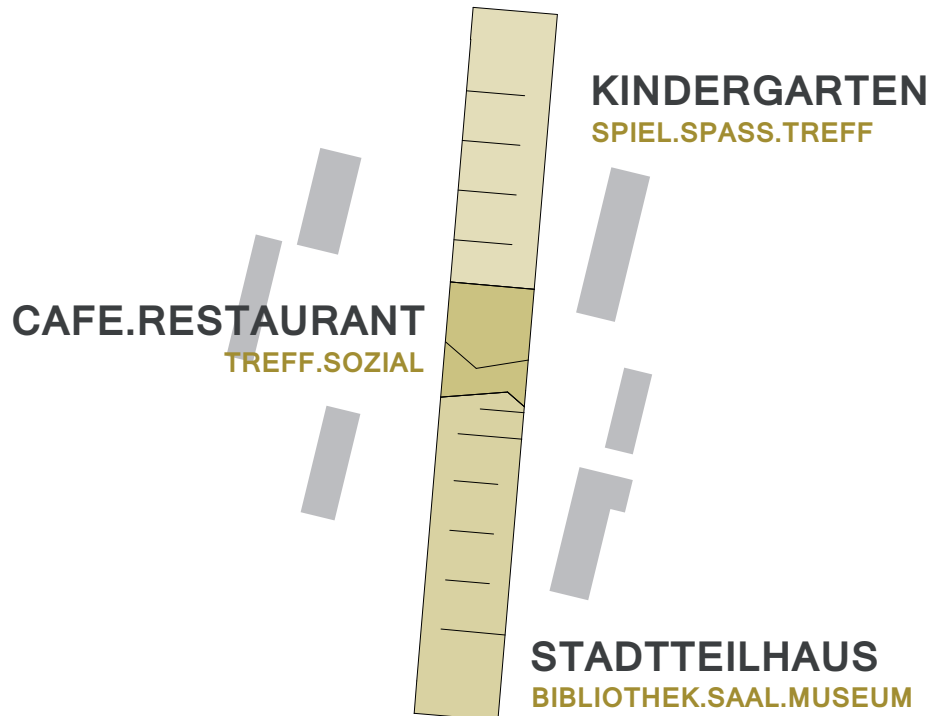 KINDERGARTEN
SPIEL.SPASS.TREFF
CAFE.RESTAURANT
TREFF.SOZIAL
STADTTEILHAUS
BIBLIOTHEK.SAAL.MUSEUM